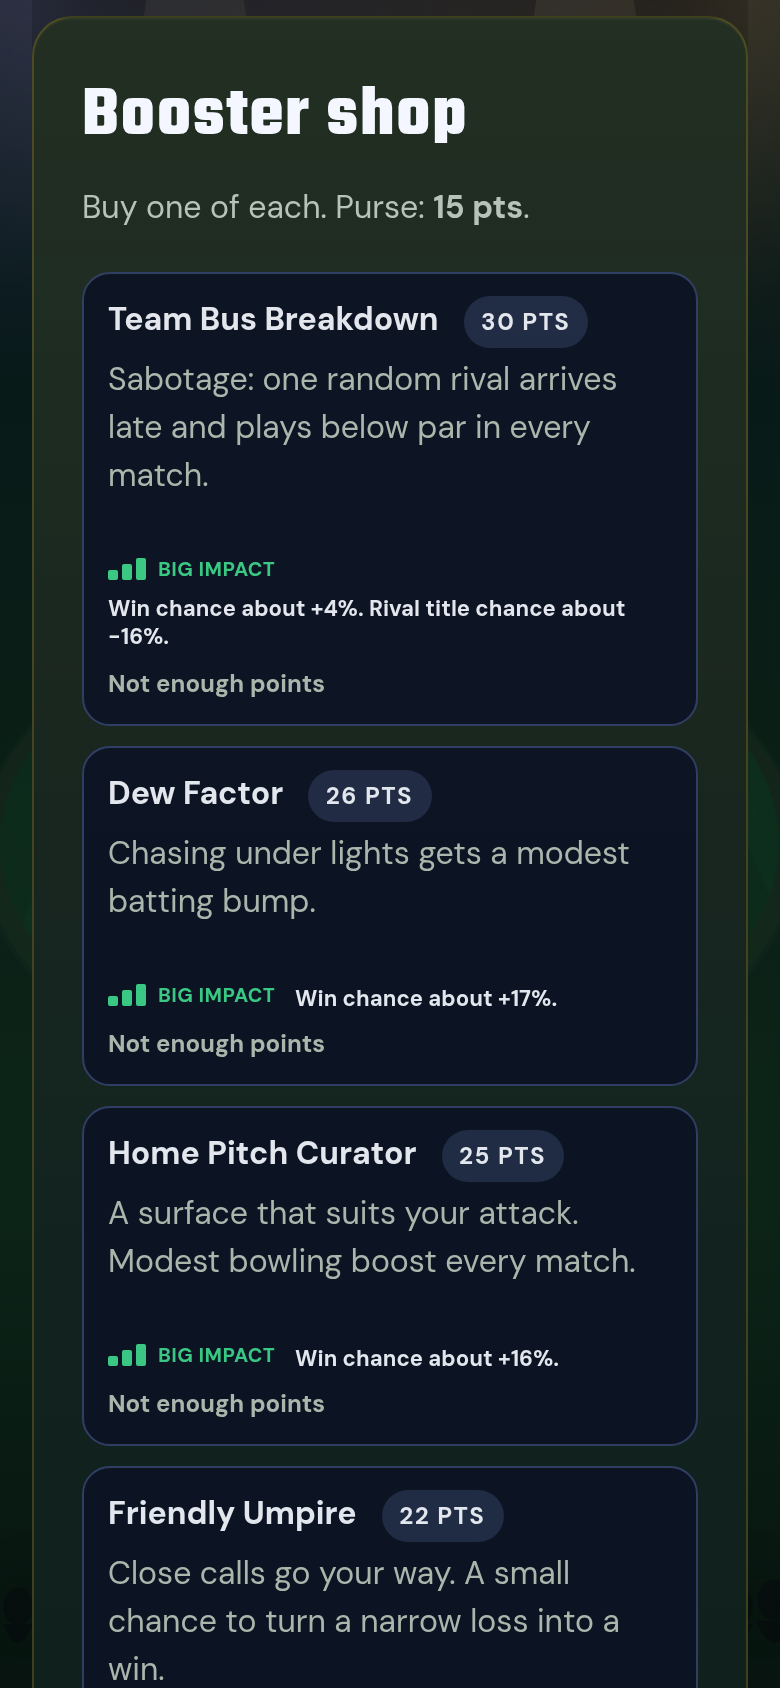 Booster shop
Buy one of each. Purse: 15 pts.
Team Bus Breakdown 30 PTS
Sabotage: one random rival arrives
late and plays below par in every
match.
BIG IMPACT
Win chance about +4%. Rival title chance about
−16%.
Not enough points
Dew Factor 26 PTS
Chasing under lights gets a modest
batting bump.
BIG IMPACT Win chance about +17%.
Not enough points
Home Pitch Curator 25 PTS
A surface that suits your attack.
Modest bowling boost every match.
BIG IMPACT Win chance about +16%.
Not enough points
Friendly Umpire 22 PTS
Close calls go your way. A small
chance to turn a narrow loss into a
win.